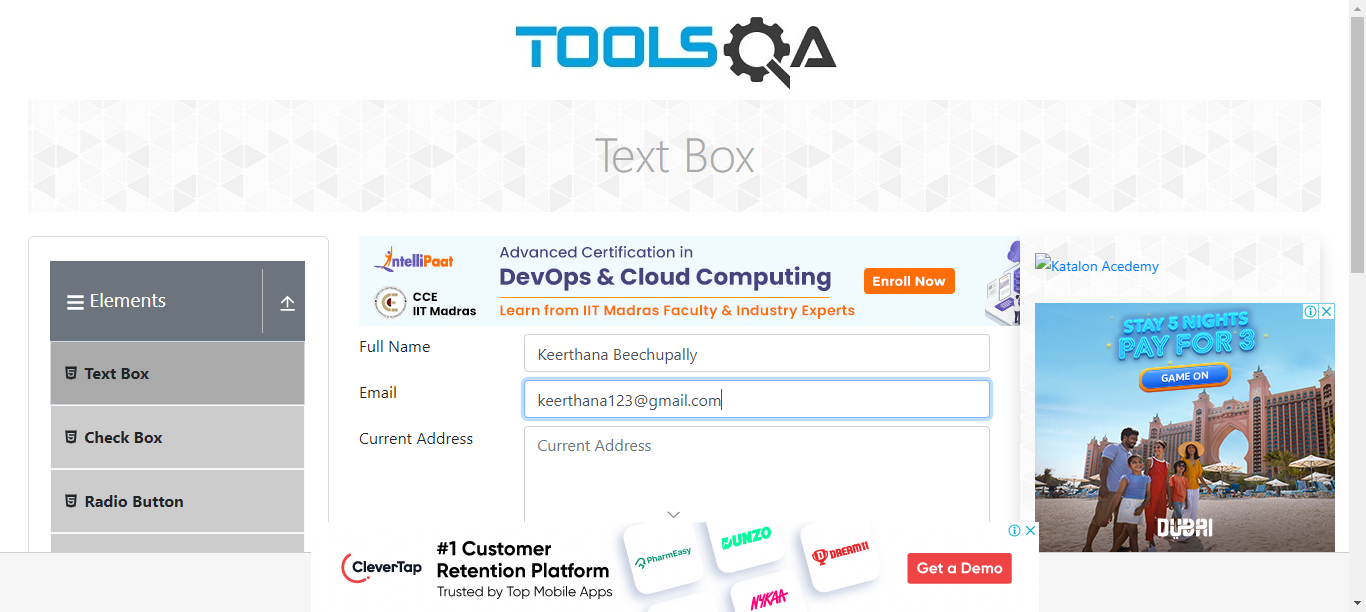 TOOLSQA
Text Box
Elements
Text Box
Check Box
Radio Button
IntelliPaat
CCE
IIT Madras
Advanced Certification in
DevOps & Cloud Computing
Learn from IIT Madras Faculty & Industry Experts
Enroll Now
Full Name
Keerthana Beechupally
Email
keerthana123@gmail.com
Current Address
Current Address
Katalon Acedemy
STAY 5 NIGHTS
PAY FOR 3
GAME ON
DUBAI
CleverTap
#1 Customer
Retention Platform
Trusted by Top Mobile Apps
PharmEasy
DUNZO
DREAM11
NYKAA
Get a Demo